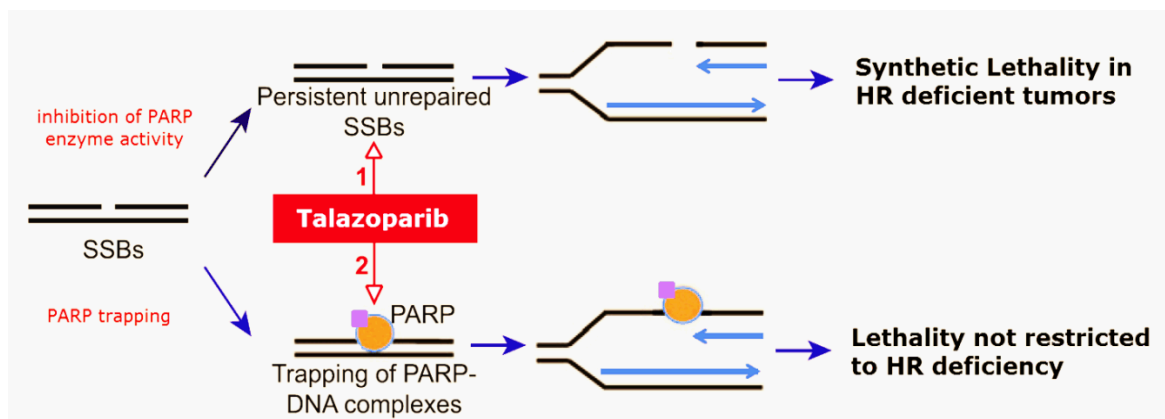 inhibition of PARP
enzyme activity
Persistent unrepaired
SSBs
Synthetic Lethality in
HR deficient tumors
1
Talazoparib
2
SSBs
PARP trapping
PARP
Trapping of PARP-
DNA complexes
Lethality not restricted
to HR deficiency